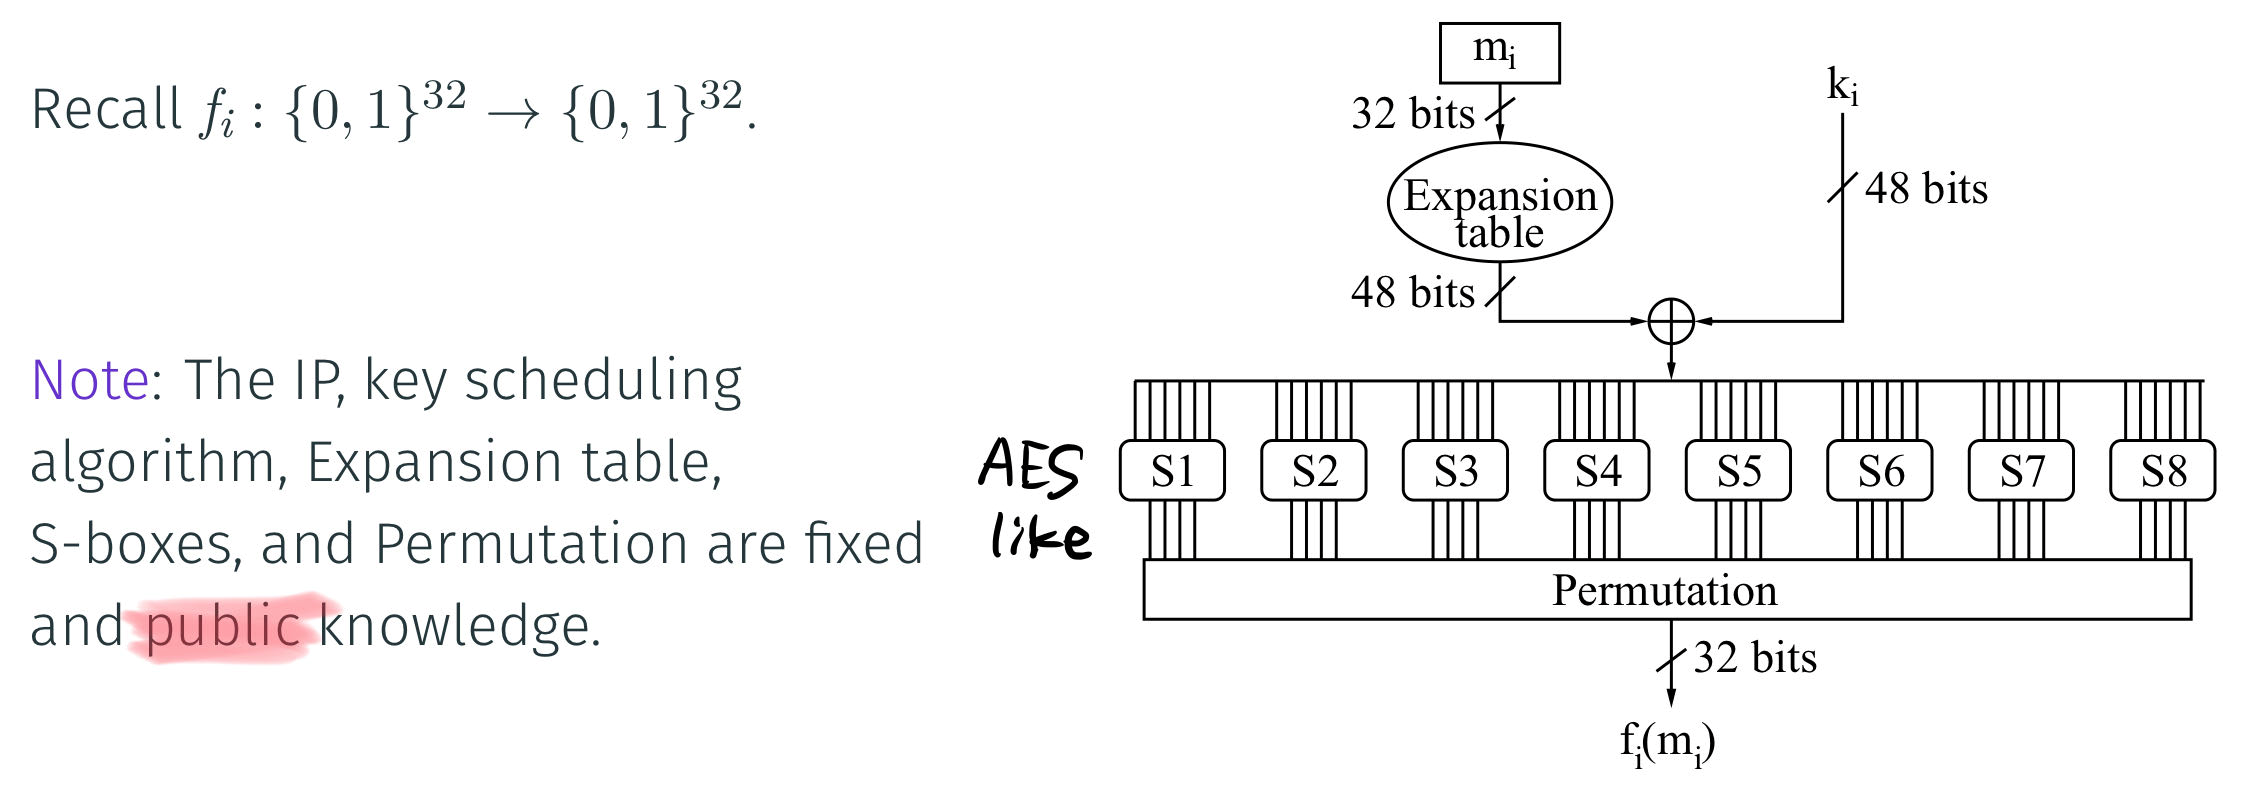 Recall f_i : {0, 1}^32 → {0, 1}^32.
Note: The IP, key scheduling
algorithm, Expansion table,
S-boxes, and Permutation are fixed
and public knowledge.
m_i
32 bits
k_i
Expansion
table
48 bits
48 bits
AES
like
S1 S2 S3 S4 S5 S6 S7 S8
Permutation
32 bits
f_i(m_i)